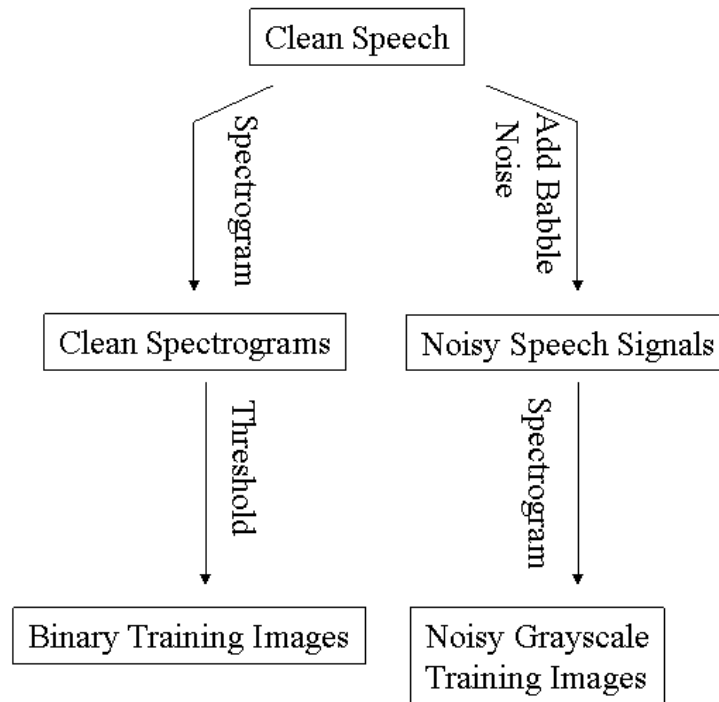 Clean Speech
Spectrogram
Add Babble
Noise
Clean Spectrograms
Noisy Speech Signals
Threshold
Spectrogram
Binary Training Images
Noisy Grayscale
Training Images